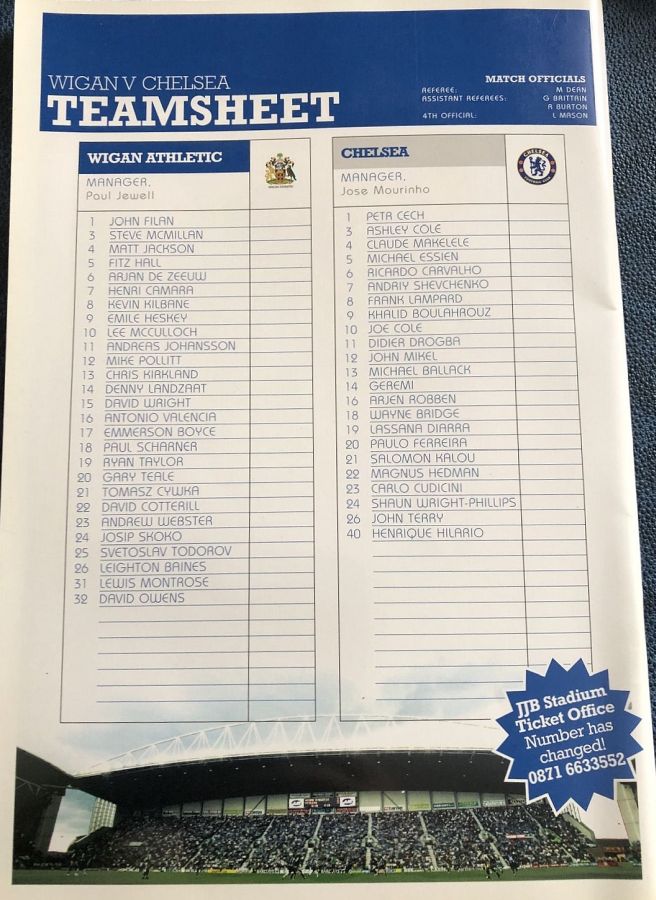 WIGAN V CHELSEA
TEAMSHEET
MATCH OFFICIALS
REFEREE: M DEAN
ASSISTANT REFEREES: G BRITTAIN
R BURTON
4TH OFFICIAL: L MASON
WIGAN ATHLETIC
MANAGER,
Paul Jewell
1 JOHN FILAN
3 STEVE MCMILLAN
4 MATT JACKSON
5 FITZ HALL
6 ARJAN DE ZEEUW
7 HENRI CAMARA
8 KEVIN KILBANE
9 EMILE HESKEY
10 LEE MCCULLOCH
11 ANDREAS JOHANSSON
12 MIKE POLLITT
13 CHRIS KIRKLAND
14 DENNY LANDZAAT
15 DAVID WRIGHT
16 ANTONIO VALENCIA
17 EMMERSON BOYCE
18 PAUL SCHARNER
19 RYAN TAYLOR
20 GARY TEALE
21 TOMASZ CYWKA
22 DAVID COTTERILL
23 ANDREW WEBSTER
24 JOSIP SKOKO
25 SVETOSLAV TODOROV
26 LEIGHTON BAINES
31 LEWIS MONTROSE
32 DAVID OWENS
CHELSEA
MANAGER,
Jose Mourinho
CHELSEA
FOOTBALL CLUB
1 PETR CECH
3 ASHLEY COLE
4 CLAUDE MAKELELE
5 MICHAEL ESSIEN
6 RICARDO CARVALHO
7 ANDRIY SHEVCHENKO
8 FRANK LAMPARD
9 KHALID BOULAHROUZ
10 JOE COLE
11 DIDIER DROGBA
12 JOHN MIKEL
13 MICHAEL BALLACK
14 GEREMI
16 ARJEN ROBBEN
18 WAYNE BRIDGE
19 LASSANA DIARRA
20 PAULO FERREIRA
21 SALOMON KALOU
22 MAGNUS HEDMAN
23 CARLO CUDICINI
24 SHAUN WRIGHT-PHILLIPS
26 JOHN TERRY
40 HENRIQUE HILARIO
JJB Stadium
Ticket Office
Number has
changed!
0871 6633552